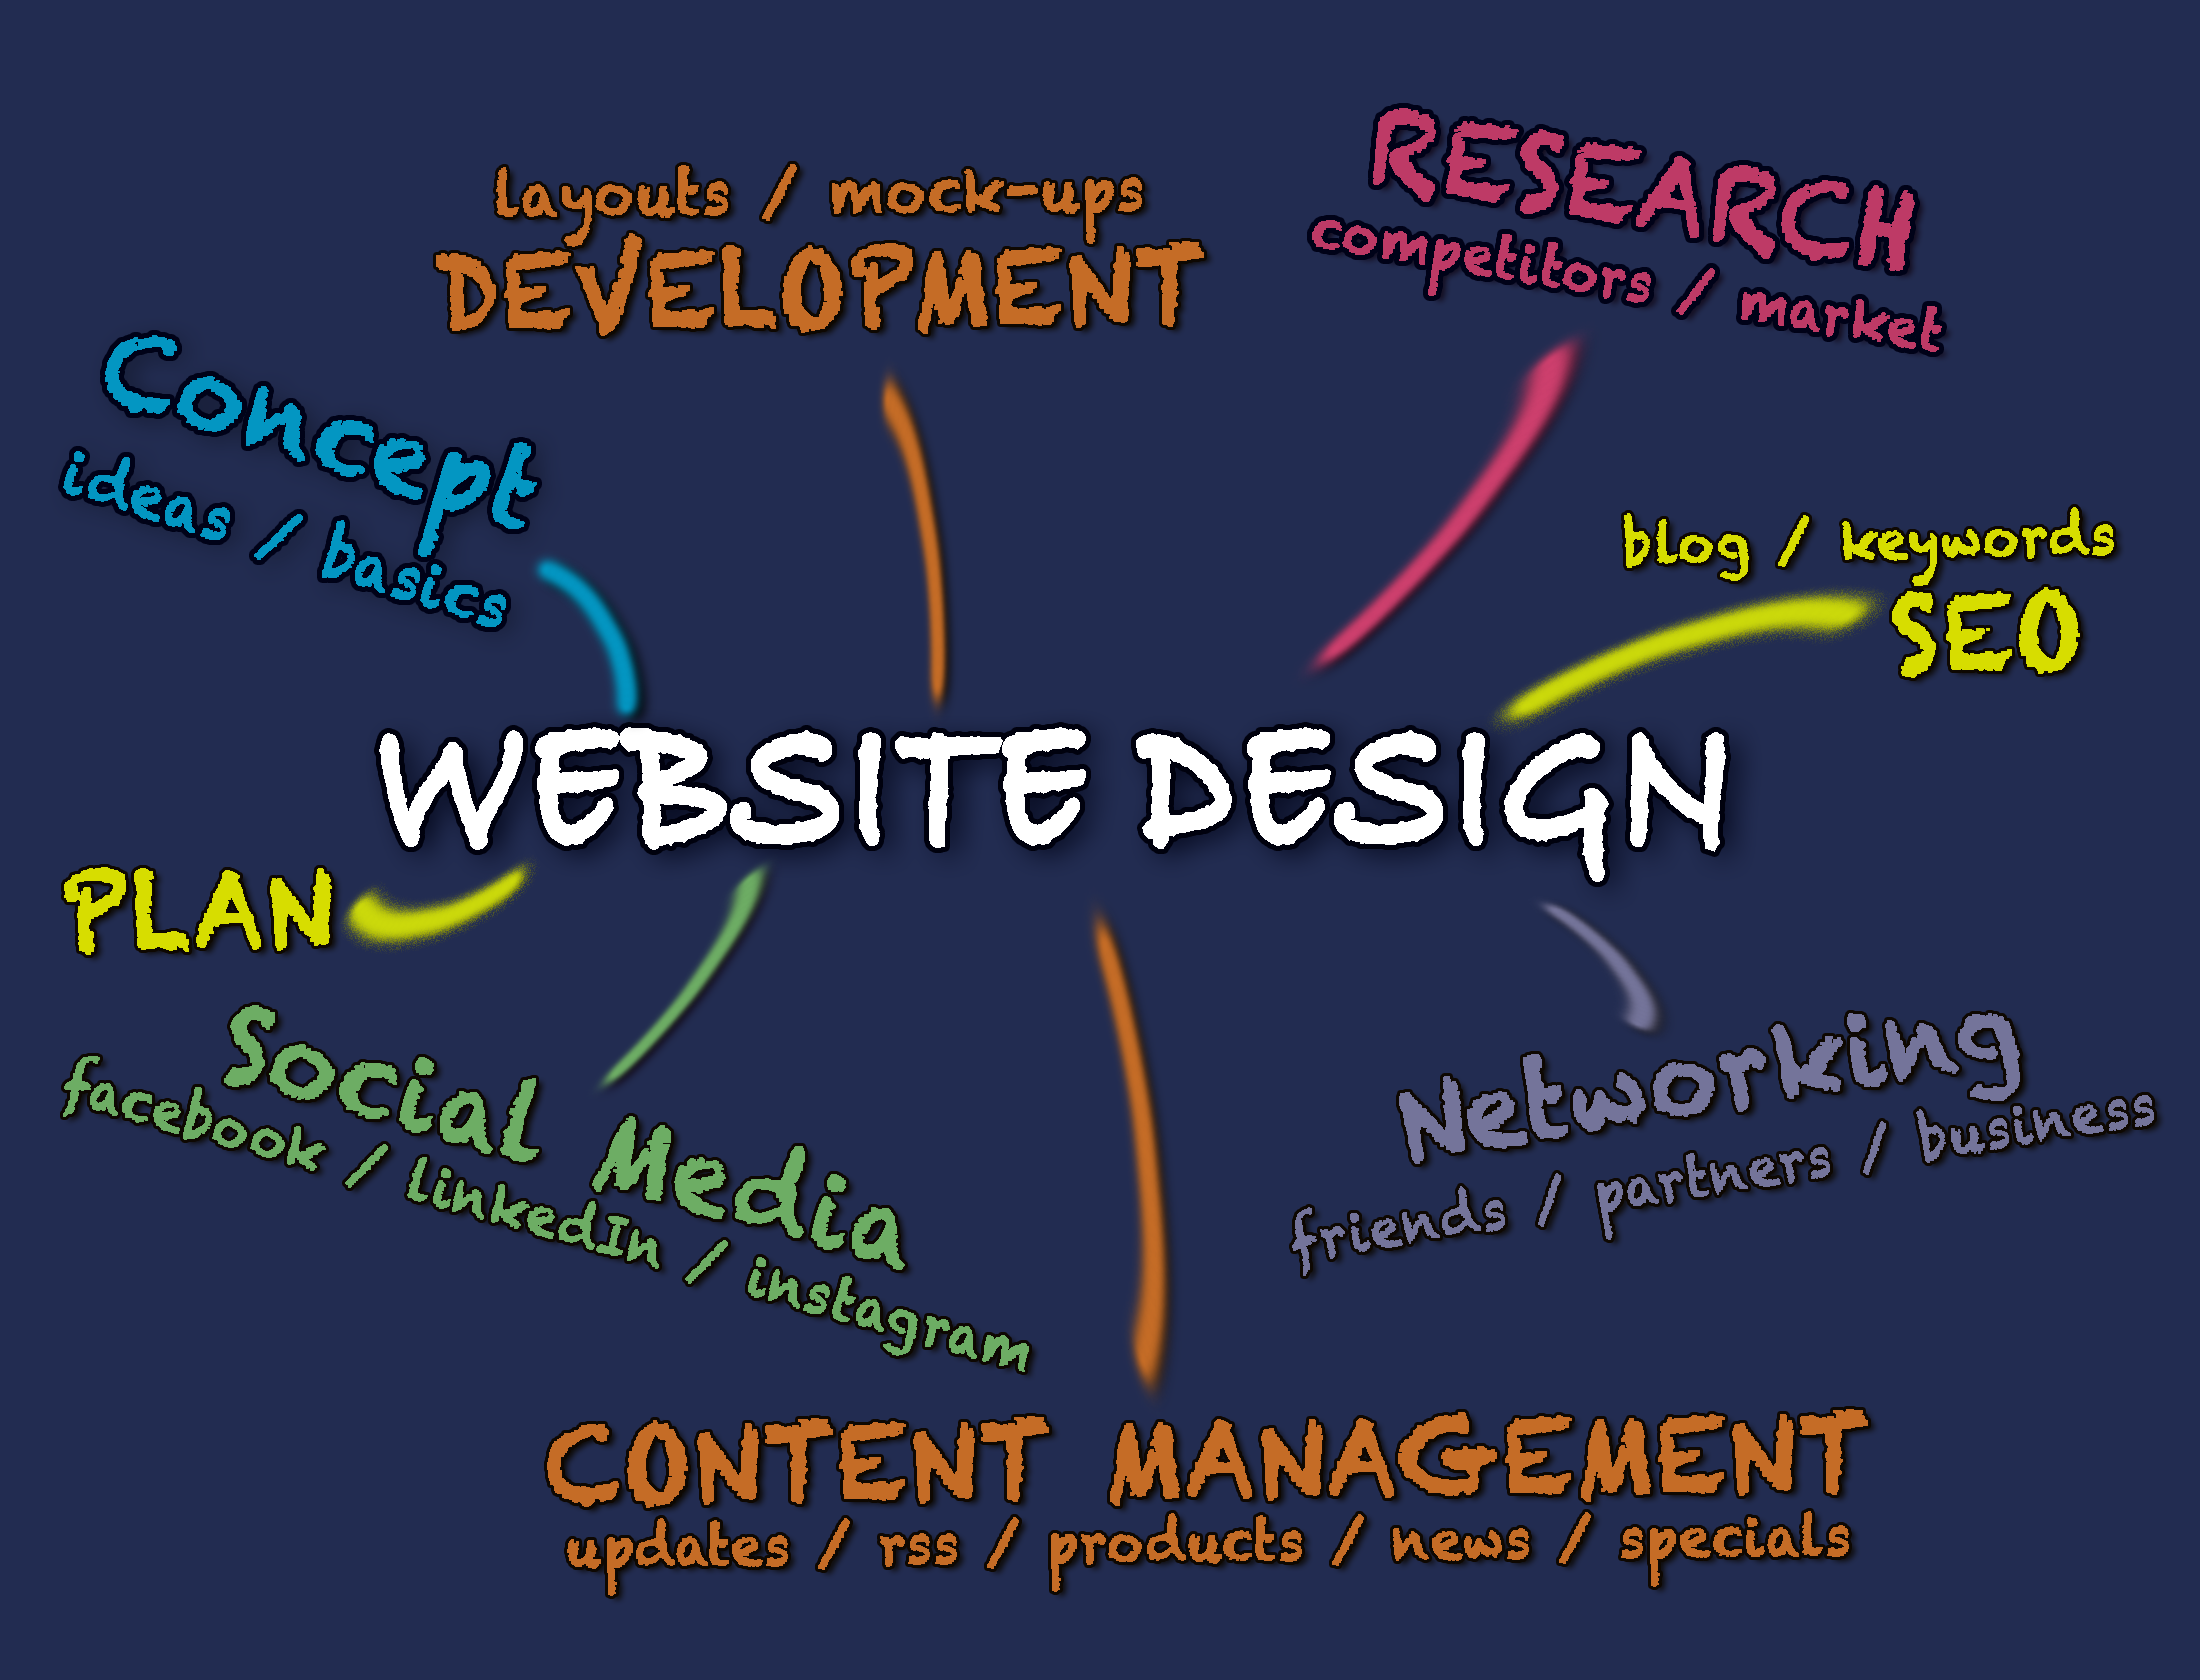 layouts / mock-ups
DEVELOPMENT
RESEARCH
competitors / market
Concept
ideas / basics
blog / keywords
SEO
WEBSITE DESIGN
PLAN
Social Media
facebook / linkedIn / instagram
Networking
friends / partners / business
CONTENT MANAGEMENT
updates / rss / products / news / specials